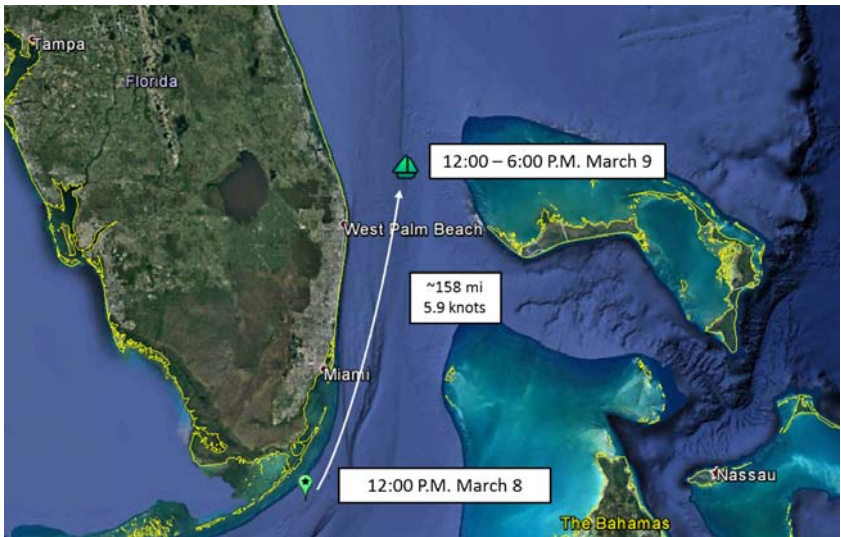 Tampa
Florida
12:00 – 6:00 P.M. March 9
West Palm Beach
~158 mi
5.9 knots
Miami
12:00 P.M. March 8
Nassau
The Bahamas